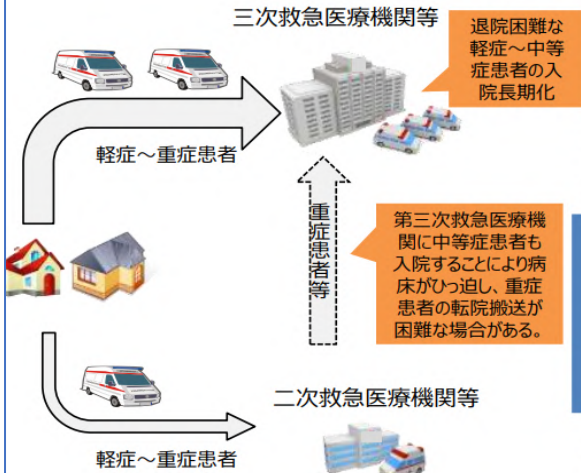 三次救急医療機関等
退院困難な
軽症～中等
症患者の入
院長期化
軽症～重症患者
重症患者等
第三次救急医療機
関に中等症患者も
入院することにより病
床がひっ迫し、重症
患者の転院搬送が
困難な場合がある。
二次救急医療機関等
軽症～重症患者